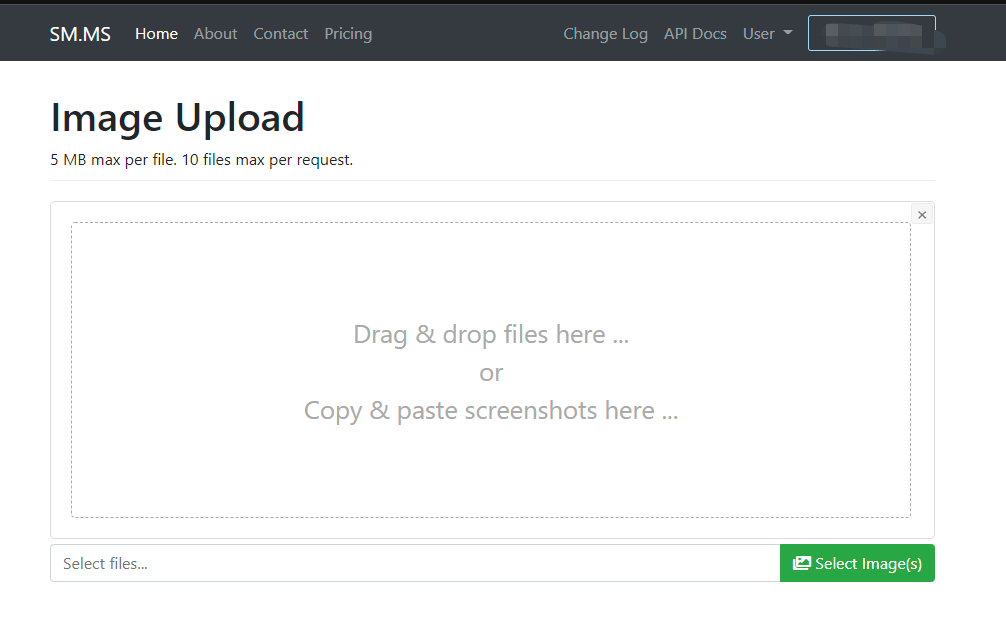 SM.MS Home About Contact Pricing Change Log API Docs User
Image Upload
5 MB max per file. 10 files max per request.
×
Drag & drop files here ...
or
Copy & paste screenshots here ...
Select files... Select Image(s)